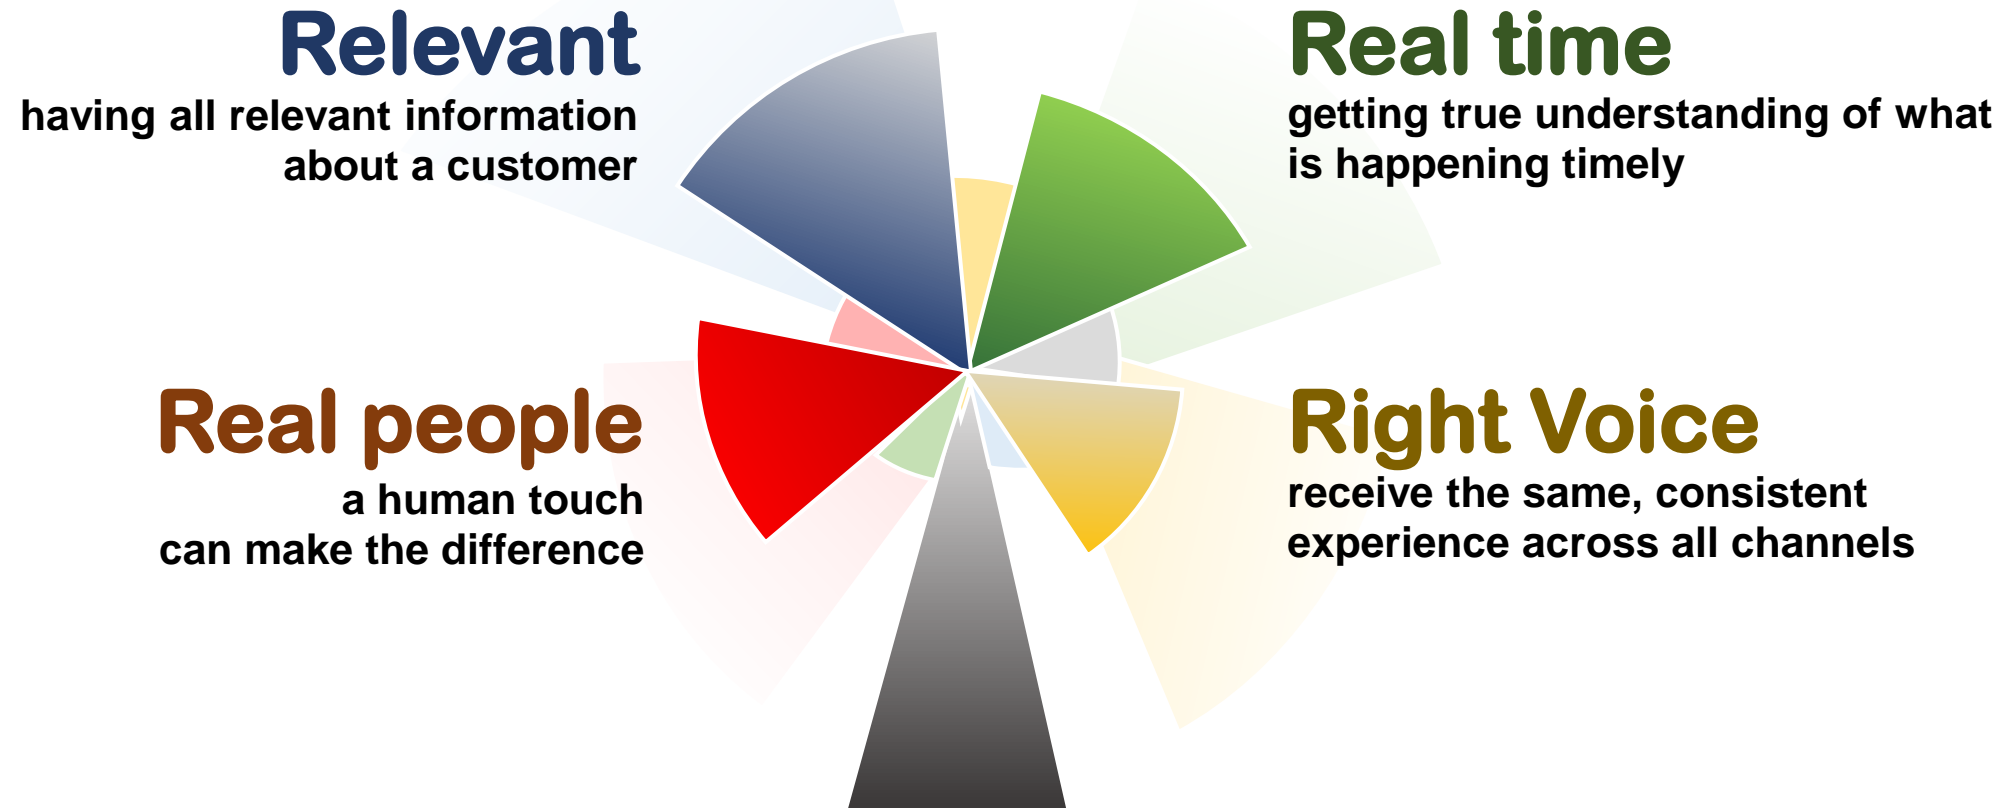 Relevant
having all relevant information
about a customer
Real time
getting true understanding of what
is happening timely
Real people
a human touch
can make the difference
Right Voice
receive the same, consistent
experience across all channels